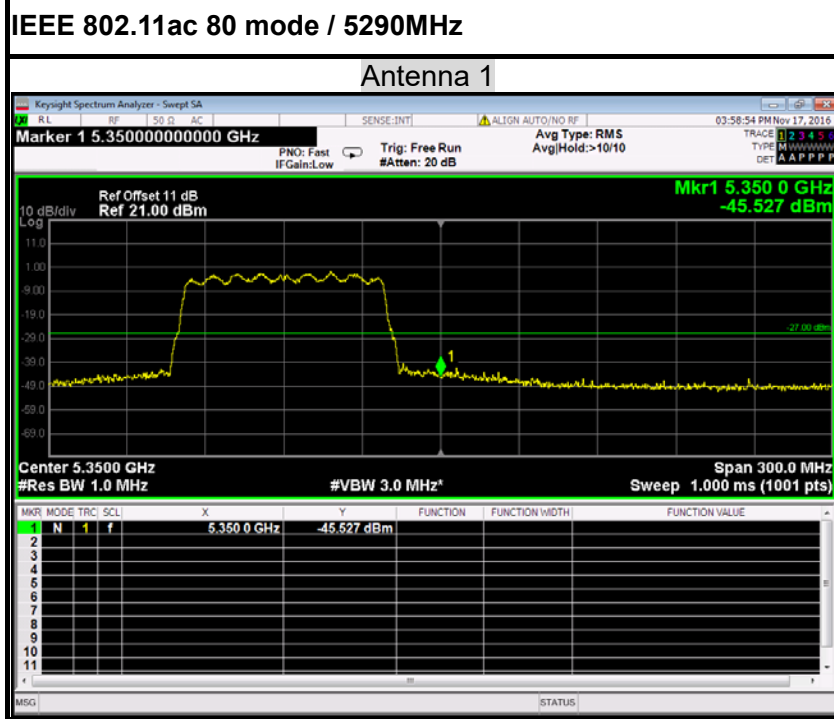 IEEE 802.11ac 80 mode / 5290MHz
Antenna 1
Keysight Spectrum Analyzer - Swept SA
RL RF 50 Ω AC SENSE:INT ALIGN AUTO/NO RF 03:58:54 PM Nov 17, 2016
Marker 1 5.350000000000 GHz
PNO: Fast
IFGain:Low
Trig: Free Run
#Atten: 20 dB
Avg Type: RMS
Avg|Hold:>10/10
TRACE 1 2 3 4 5 6
TYPE M W W W W W
DET A A P P P P
Mkr1 5.350 0 GHz
-45.527 dBm
Ref Offset 11 dB
10 dB/div Ref 21.00 dBm
Log
11.0
1.00
-9.00
-19.0
-27.00 dBm
-29.0
-39.0
1
-49.0
-59.0
-69.0
Center 5.3500 GHz Span 300.0 MHz
#Res BW 1.0 MHz #VBW 3.0 MHz* Sweep 1.000 ms (1001 pts)
MKR MODE TRC SCL X Y FUNCTION FUNCTION WIDTH FUNCTION VALUE
1 N 1 f 5.350 0 GHz -45.527 dBm
2
3
4
5
6
7
8
9
10
11
MSG STATUS